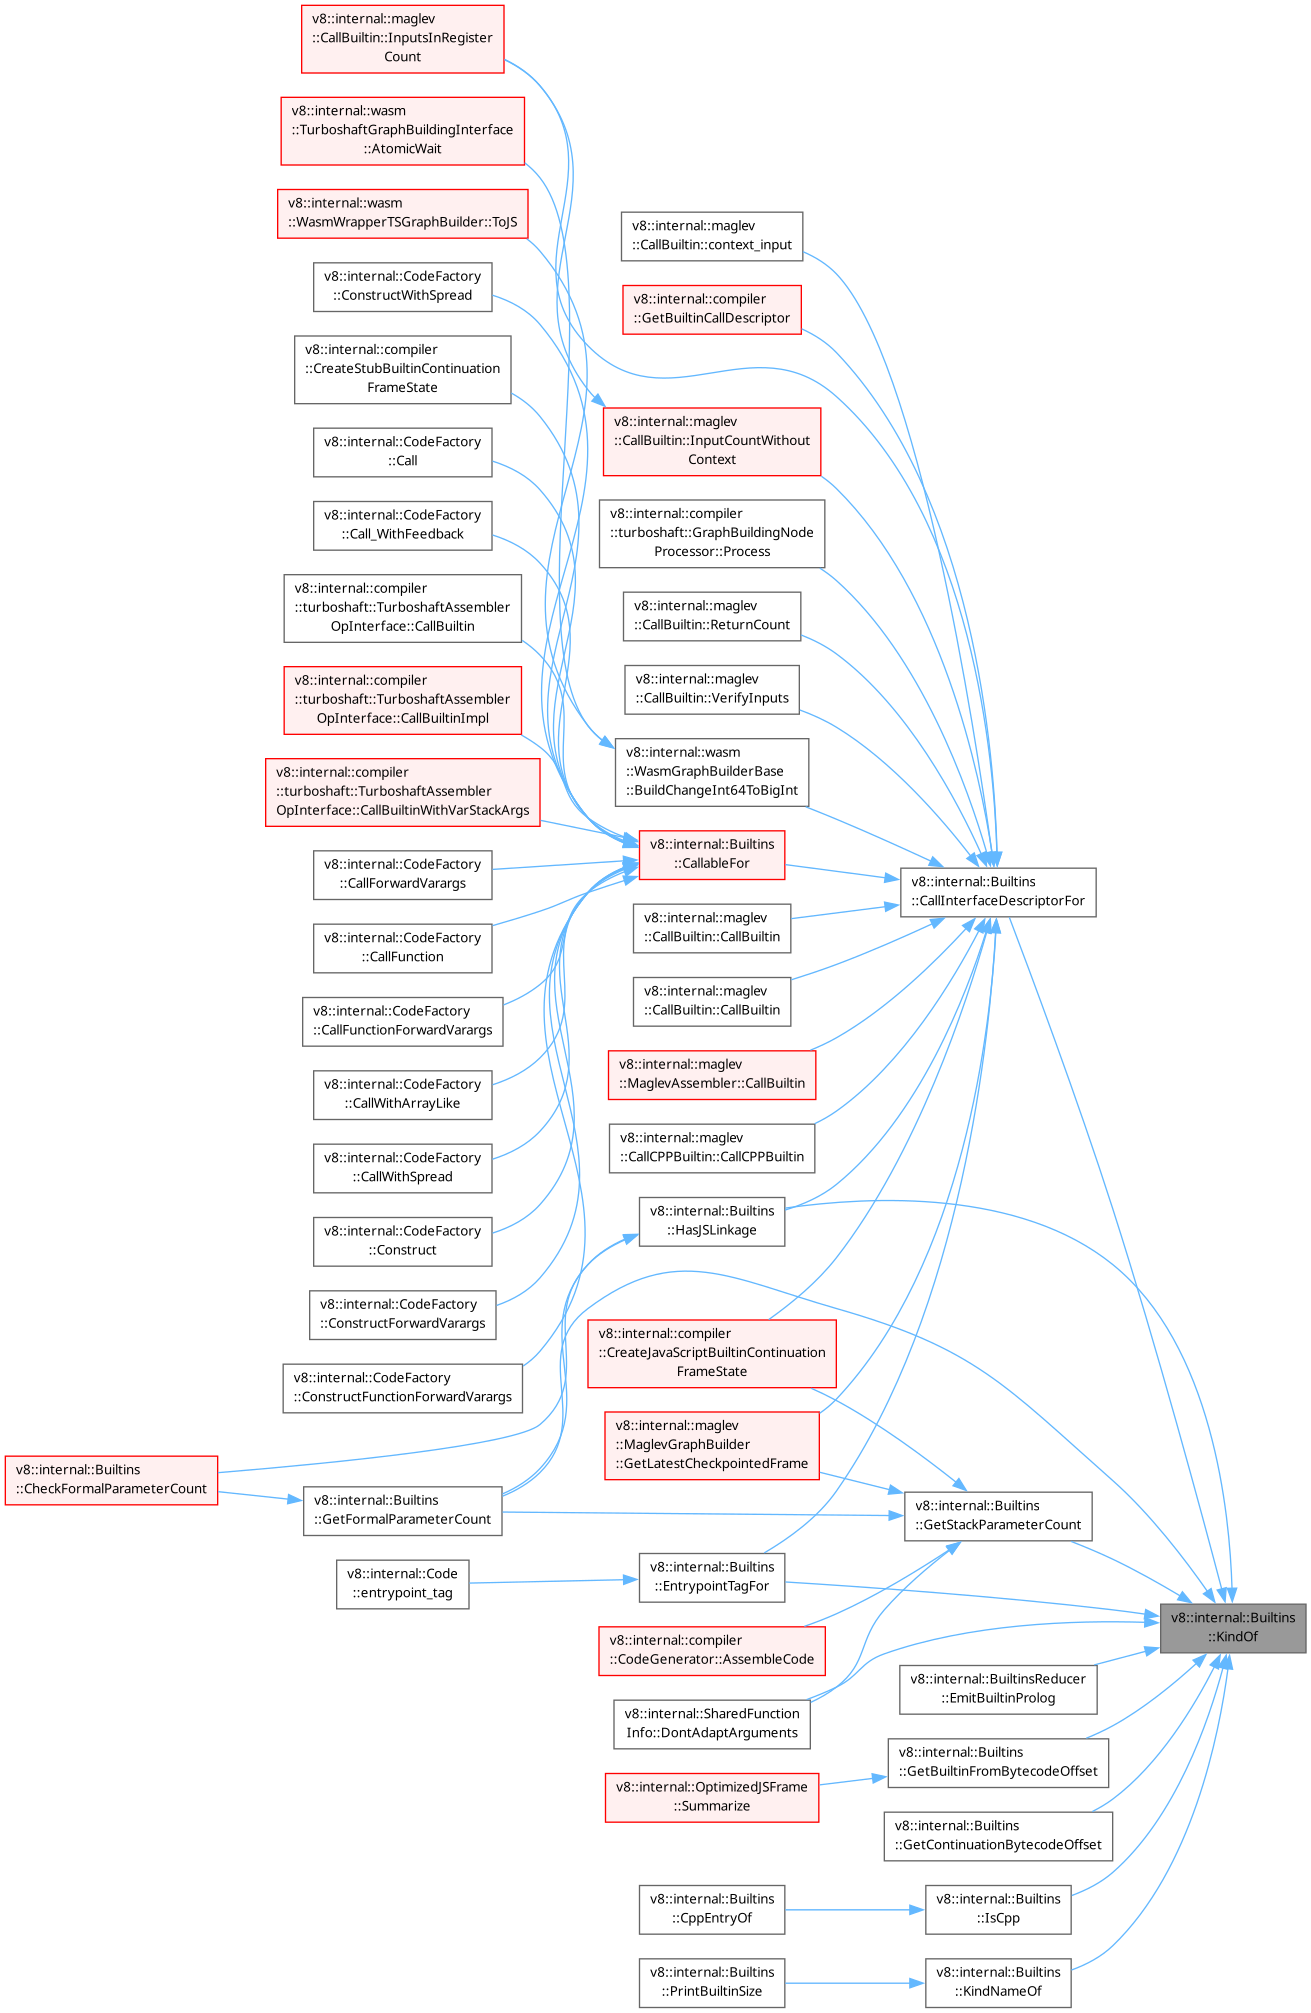 v8::internal::maglev
::CallBuiltin::InputsInRegister
Count
v8::internal::wasm
::TurboshaftGraphBuildingInterface
::AtomicWait
v8::internal::wasm
::WasmWrapperTSGraphBuilder::ToJS
v8::internal::CodeFactory
::ConstructWithSpread
v8::internal::compiler
::CreateStubBuiltinContinuation
FrameState
v8::internal::CodeFactory
::Call
v8::internal::CodeFactory
::Call_WithFeedback
v8::internal::compiler
::turboshaft::TurboshaftAssembler
OpInterface::CallBuiltin
v8::internal::compiler
::turboshaft::TurboshaftAssembler
OpInterface::CallBuiltinImpl
v8::internal::compiler
::turboshaft::TurboshaftAssembler
OpInterface::CallBuiltinWithVarStackArgs
v8::internal::CodeFactory
::CallForwardVarargs
v8::internal::CodeFactory
::CallFunction
v8::internal::CodeFactory
::CallFunctionForwardVarargs
v8::internal::CodeFactory
::CallWithArrayLike
v8::internal::CodeFactory
::CallWithSpread
v8::internal::CodeFactory
::Construct
v8::internal::CodeFactory
::ConstructForwardVarargs
v8::internal::CodeFactory
::ConstructFunctionForwardVarargs
v8::internal::Builtins
::CheckFormalParameterCount
v8::internal::Builtins
::GetFormalParameterCount
v8::internal::Code
::entrypoint_tag
v8::internal::maglev
::CallBuiltin::context_input
v8::internal::compiler
::GetBuiltinCallDescriptor
v8::internal::maglev
::CallBuiltin::InputCountWithout
Context
v8::internal::compiler
::turboshaft::GraphBuildingNode
Processor::Process
v8::internal::maglev
::CallBuiltin::ReturnCount
v8::internal::maglev
::CallBuiltin::VerifyInputs
v8::internal::wasm
::WasmGraphBuilderBase
::BuildChangeInt64ToBigInt
v8::internal::Builtins
::CallableFor
v8::internal::maglev
::CallBuiltin::CallBuiltin
v8::internal::maglev
::CallBuiltin::CallBuiltin
v8::internal::maglev
::MaglevAssembler::CallBuiltin
v8::internal::maglev
::CallCPPBuiltin::CallCPPBuiltin
v8::internal::Builtins
::HasJSLinkage
v8::internal::compiler
::CreateJavaScriptBuiltinContinuation
FrameState
v8::internal::maglev
::MaglevGraphBuilder
::GetLatestCheckpointedFrame
v8::internal::Builtins
::EntrypointTagFor
v8::internal::compiler
::CodeGenerator::AssembleCode
v8::internal::SharedFunction
Info::DontAdaptArguments
v8::internal::OptimizedJSFrame
::Summarize
v8::internal::Builtins
::CppEntryOf
v8::internal::Builtins
::PrintBuiltinSize
v8::internal::Builtins
::CallInterfaceDescriptorFor
v8::internal::Builtins
::GetStackParameterCount
v8::internal::BuiltinsReducer
::EmitBuiltinProlog
v8::internal::Builtins
::GetBuiltinFromBytecodeOffset
v8::internal::Builtins
::GetContinuationBytecodeOffset
v8::internal::Builtins
::IsCpp
v8::internal::Builtins
::KindNameOf
v8::internal::Builtins
::KindOf